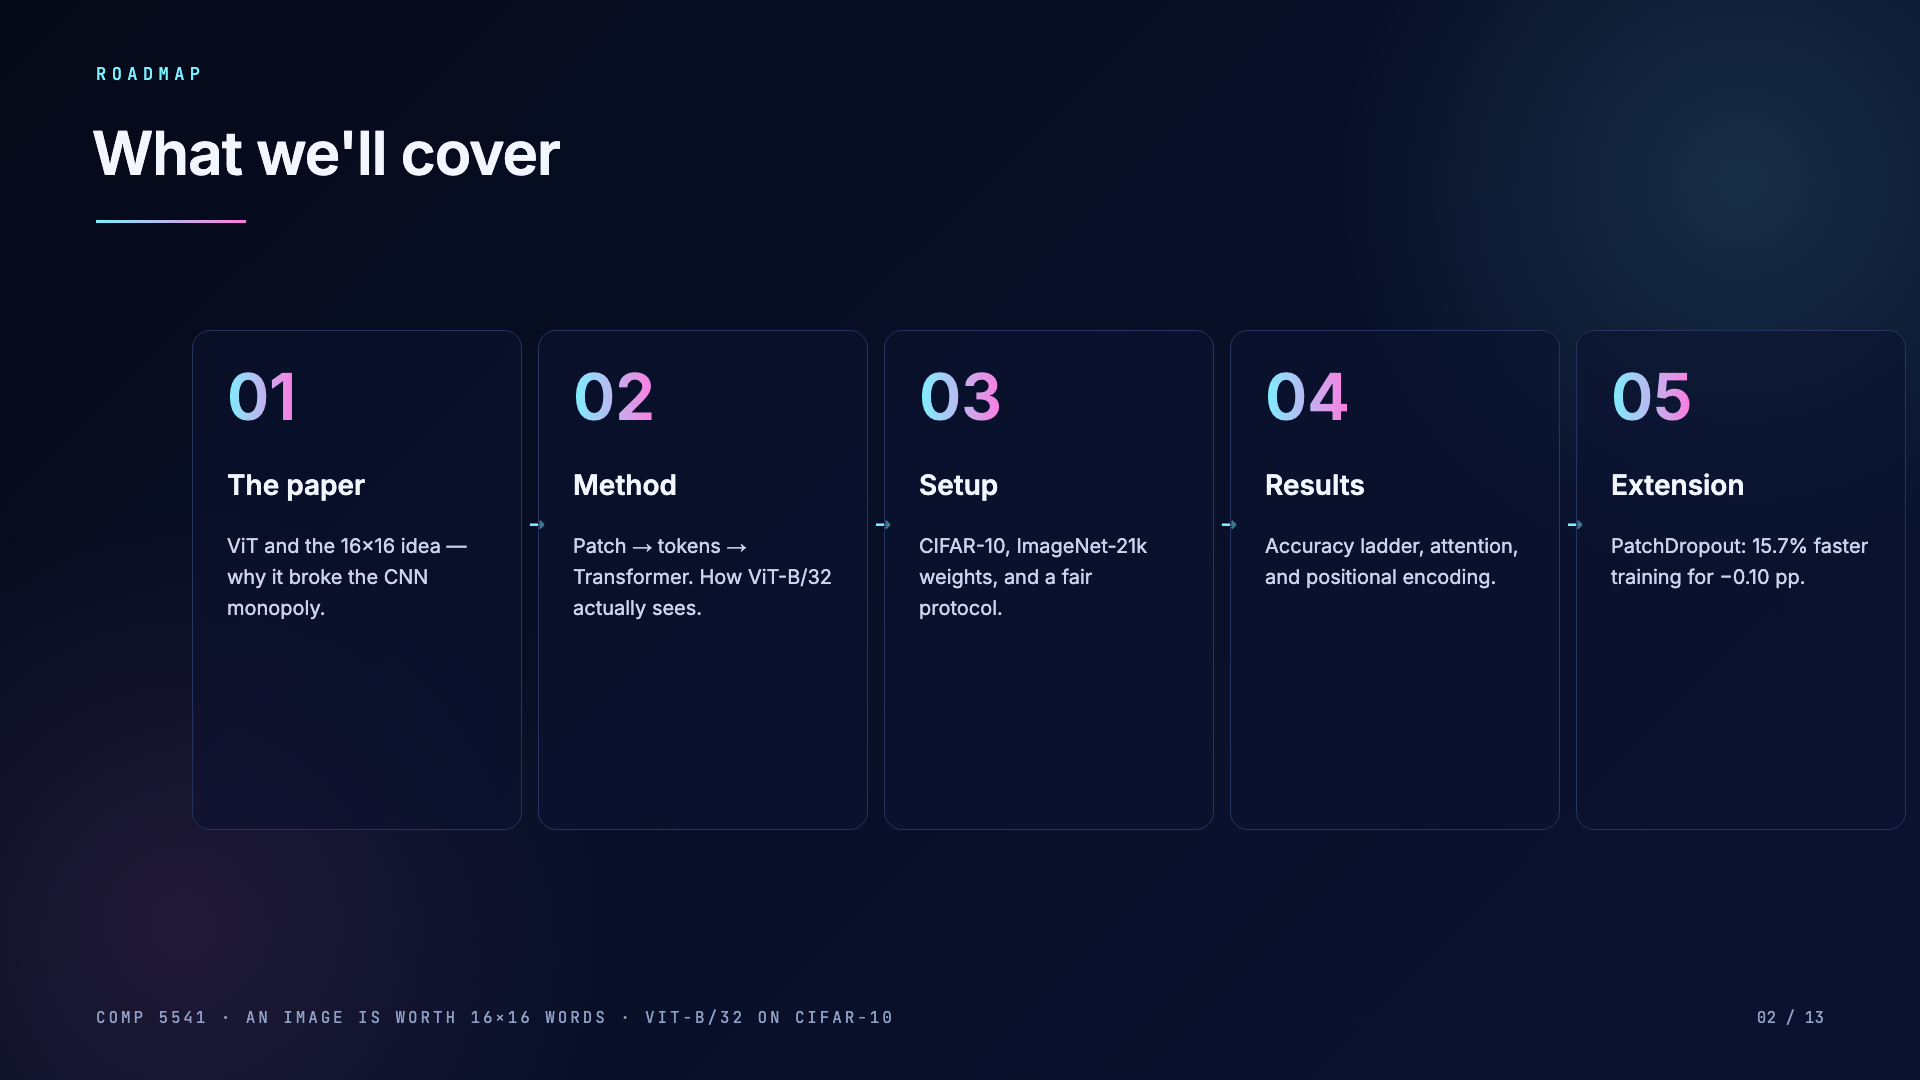 ROADMAP
What we'll cover
01
The paper
ViT and the 16×16 idea —
why it broke the CNN
monopoly.
→
02
Method
Patch → tokens →
Transformer. How ViT-B/32
actually sees.
→
03
Setup
CIFAR-10, ImageNet-21k
weights, and a fair
protocol.
→
04
Results
Accuracy ladder, attention,
and positional encoding.
→
05
Extension
PatchDropout: 15.7% faster
training for −0.10 pp.
COMP 5541 · AN IMAGE IS WORTH 16×16 WORDS · VIT-B/32 ON CIFAR-10
02 / 13